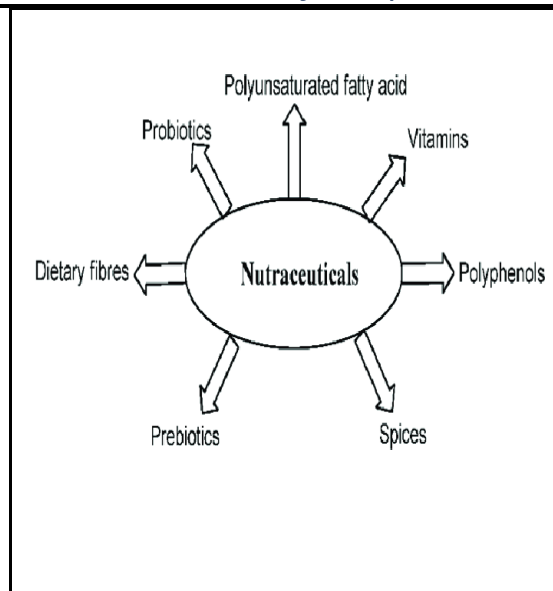 Polyunsaturated fatty acid
Probiotics
Vitamins
Dietary fibres
Nutraceuticals
Polyphenols
Prebiotics
Spices